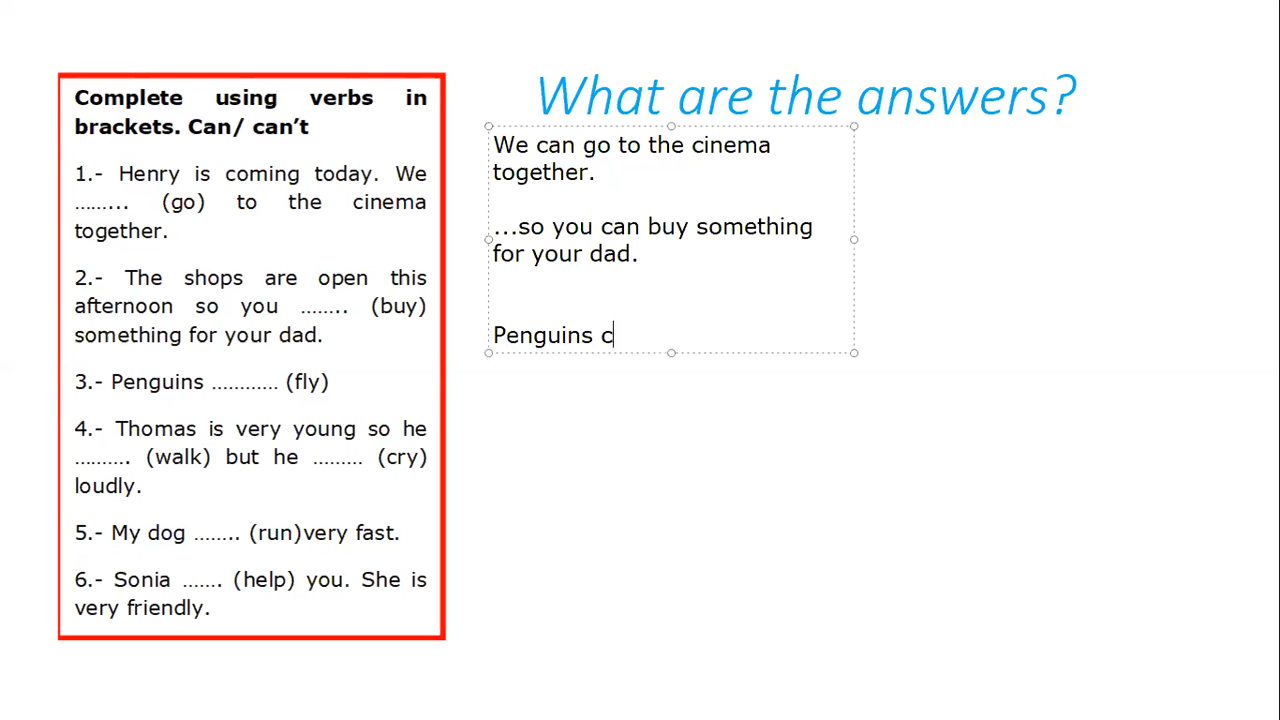 What are the answers?
Complete using verbs in
brackets. Can/ can’t
1.- Henry is coming today. We
……... (go) to the cinema
together.
2.- The shops are open this
afternoon so you …….. (buy)
something for your dad.
3.- Penguins ………… (fly)
4.- Thomas is very young so he
………. (walk) but he ……… (cry)
loudly.
5.- My dog …….. (run)very fast.
6.- Sonia ……. (help) you. She is
very friendly.
We can go to the cinema
together.
…so you can buy something
for your dad.
Penguins c